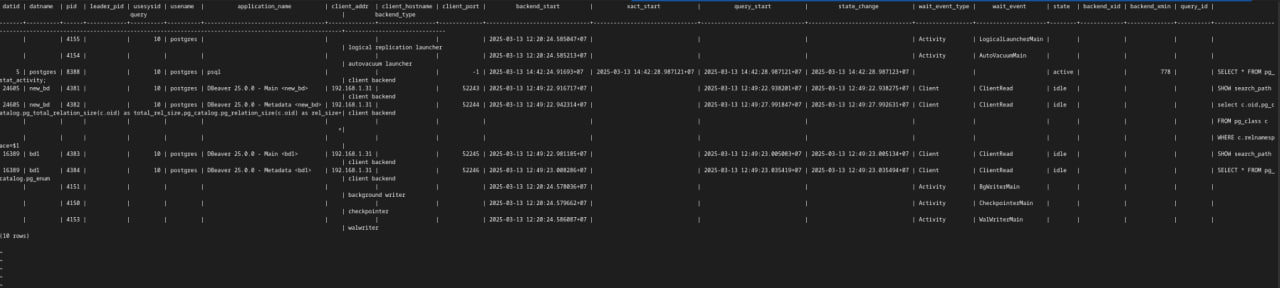 datid | datname | pid | leader_pid | usesysid | usename | application_name | client_addr | client_hostname | client_port | backend_start | xact_start | query_start | state_change | wait_event_type | wait_event | state | backend_xid | backend_xmin | query_id |
query | backend_type
| | 4155 | | 10 | postgres | | | | | 2025-03-13 12:20:24.585047+07 | | | | Activity | LogicalLauncherMain | | | | |
| logical replication launcher
| | 4154 | | | | | | | | 2025-03-13 12:20:24.585213+07 | | | | Activity | AutoVacuumMain | | | | |
| autovacuum launcher
5 | postgres | 8388 | | 10 | postgres | psql | | | -1 | 2025-03-13 14:42:24.91693+07 | 2025-03-13 14:42:28.987121+07 | 2025-03-13 14:42:28.987121+07 | 2025-03-13 14:42:28.987123+07 | | | active | | 778 | | SELECT * FROM pg_
stat_activity; | client backend
24605 | new_bd | 4381 | | 10 | postgres | DBeaver 25.0.0 - Main <new_bd> | 192.168.1.31 | | 52243 | 2025-03-13 12:49:22.916717+07 | | 2025-03-13 12:49:22.938201+07 | 2025-03-13 12:49:22.938275+07 | Client | ClientRead | idle | | | | SHOW search_path
| client backend
24605 | new_bd | 4382 | | 10 | postgres | DBeaver 25.0.0 - Metadata <new_bd> | 192.168.1.31 | | 52244 | 2025-03-13 12:49:22.942314+07 | | 2025-03-13 12:49:27.991847+07 | 2025-03-13 12:49:27.992631+07 | Client | ClientRead | idle | | | | select c.oid,pg_c
atalog.pg_total_relation_size(c.oid) as total_rel_size,pg_catalog.pg_relation_size(c.oid) as rel_size+| client backend
| | | | | | | | | | | | | | | | | | | | FROM pg_class c
+|
| | | | | | | | | | | | | | | | | | | | WHERE c.relnamesp
ace=$1 |
16389 | bd1 | 4383 | | 10 | postgres | DBeaver 25.0.0 - Main <bd1> | 192.168.1.31 | | 52245 | 2025-03-13 12:49:22.981185+07 | | 2025-03-13 12:49:23.005083+07 | 2025-03-13 12:49:23.005134+07 | Client | ClientRead | idle | | | | SHOW search_path
| client backend
16389 | bd1 | 4384 | | 10 | postgres | DBeaver 25.0.0 - Metadata <bd1> | 192.168.1.31 | | 52246 | 2025-03-13 12:49:23.008286+07 | | 2025-03-13 12:49:23.035419+07 | 2025-03-13 12:49:23.035494+07 | Client | ClientRead | idle | | | | SELECT * FROM pg_
catalog.pg_enum | client backend
| | 4151 | | | | | | | | 2025-03-13 12:20:24.578036+07 | | | | Activity | BgWriterMain | | | | |
| background writer
| | 4150 | | | | | | | | 2025-03-13 12:20:24.579662+07 | | | | Activity | CheckpointerMain | | | | |
| checkpointer
| | 4153 | | | | | | | | 2025-03-13 12:20:24.586087+07 | | | | Activity | WalWriterMain | | | | |
| walwriter
(10 rows)
~
~
~
~